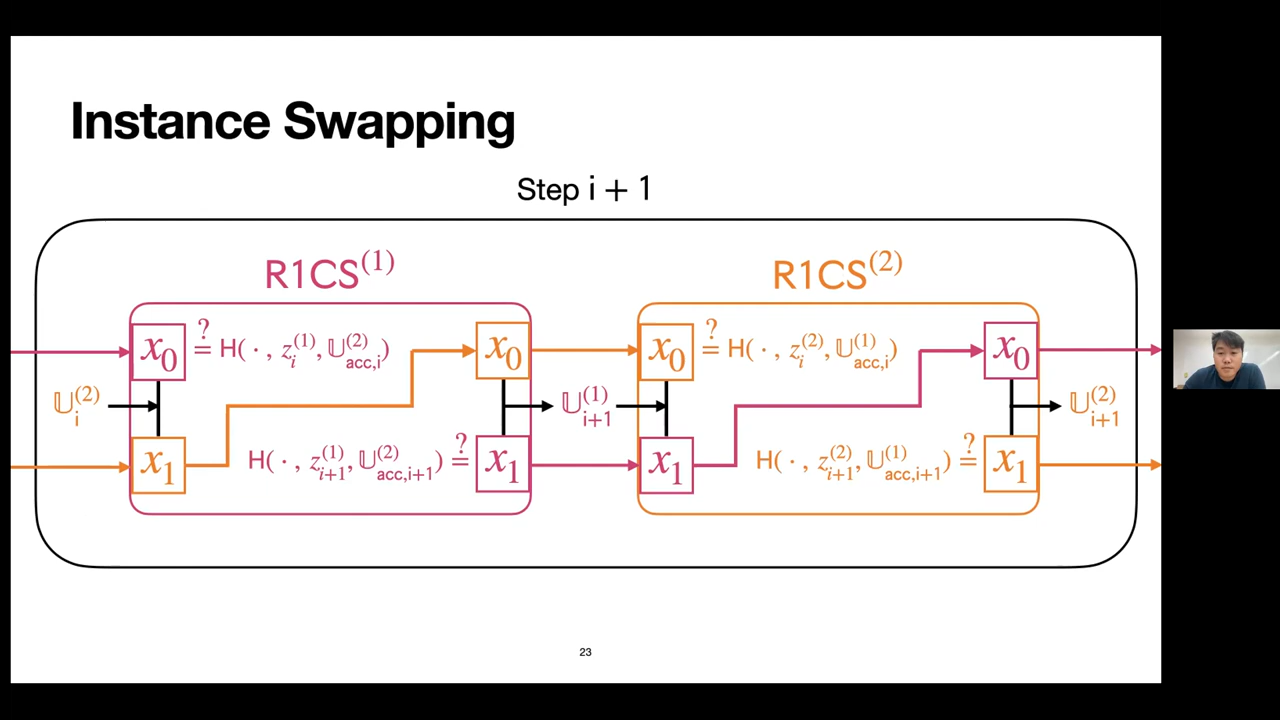 Instance Swapping
Step i + 1
R1CS^(1) R1CS^(2)
x_0 ?= H( · , z_i^(1), 𝕌_acc,i^(2)) x_0 x_0 ?= H( · , z_i^(2), 𝕌_acc,i^(1)) x_0
𝕌_i^(2) 𝕌_i+1^(1) 𝕌_i+1^(2)
x_1 H( · , z_i+1^(1), 𝕌_acc,i+1^(2)) ?= x_1 x_1 H( · , z_i+1^(2), 𝕌_acc,i+1^(1)) ?= x_1
23